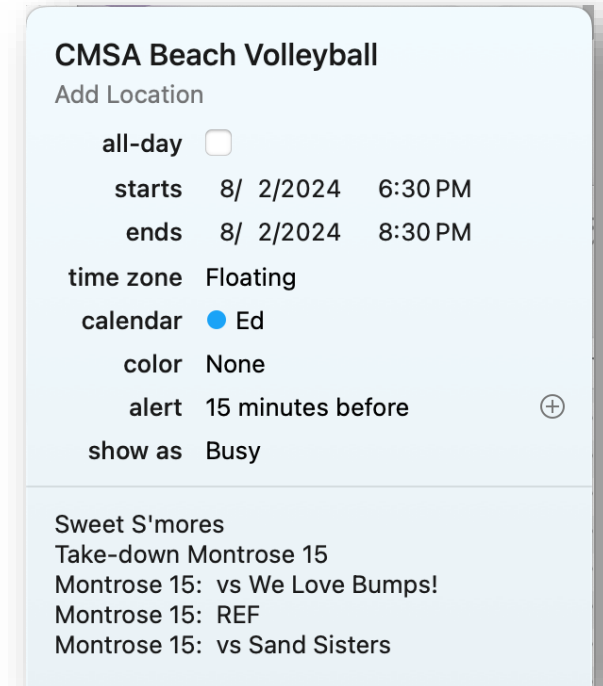 CMSA Beach Volleyball
Add Location
all-day
starts 8/ 2/2024 6:30 PM
ends 8/ 2/2024 8:30 PM
time zone Floating
calendar Ed
color None
alert 15 minutes before
show as Busy
Sweet S'mores
Take-down Montrose 15
Montrose 15:  vs We Love Bumps!
Montrose 15:  REF
Montrose 15:  vs Sand Sisters